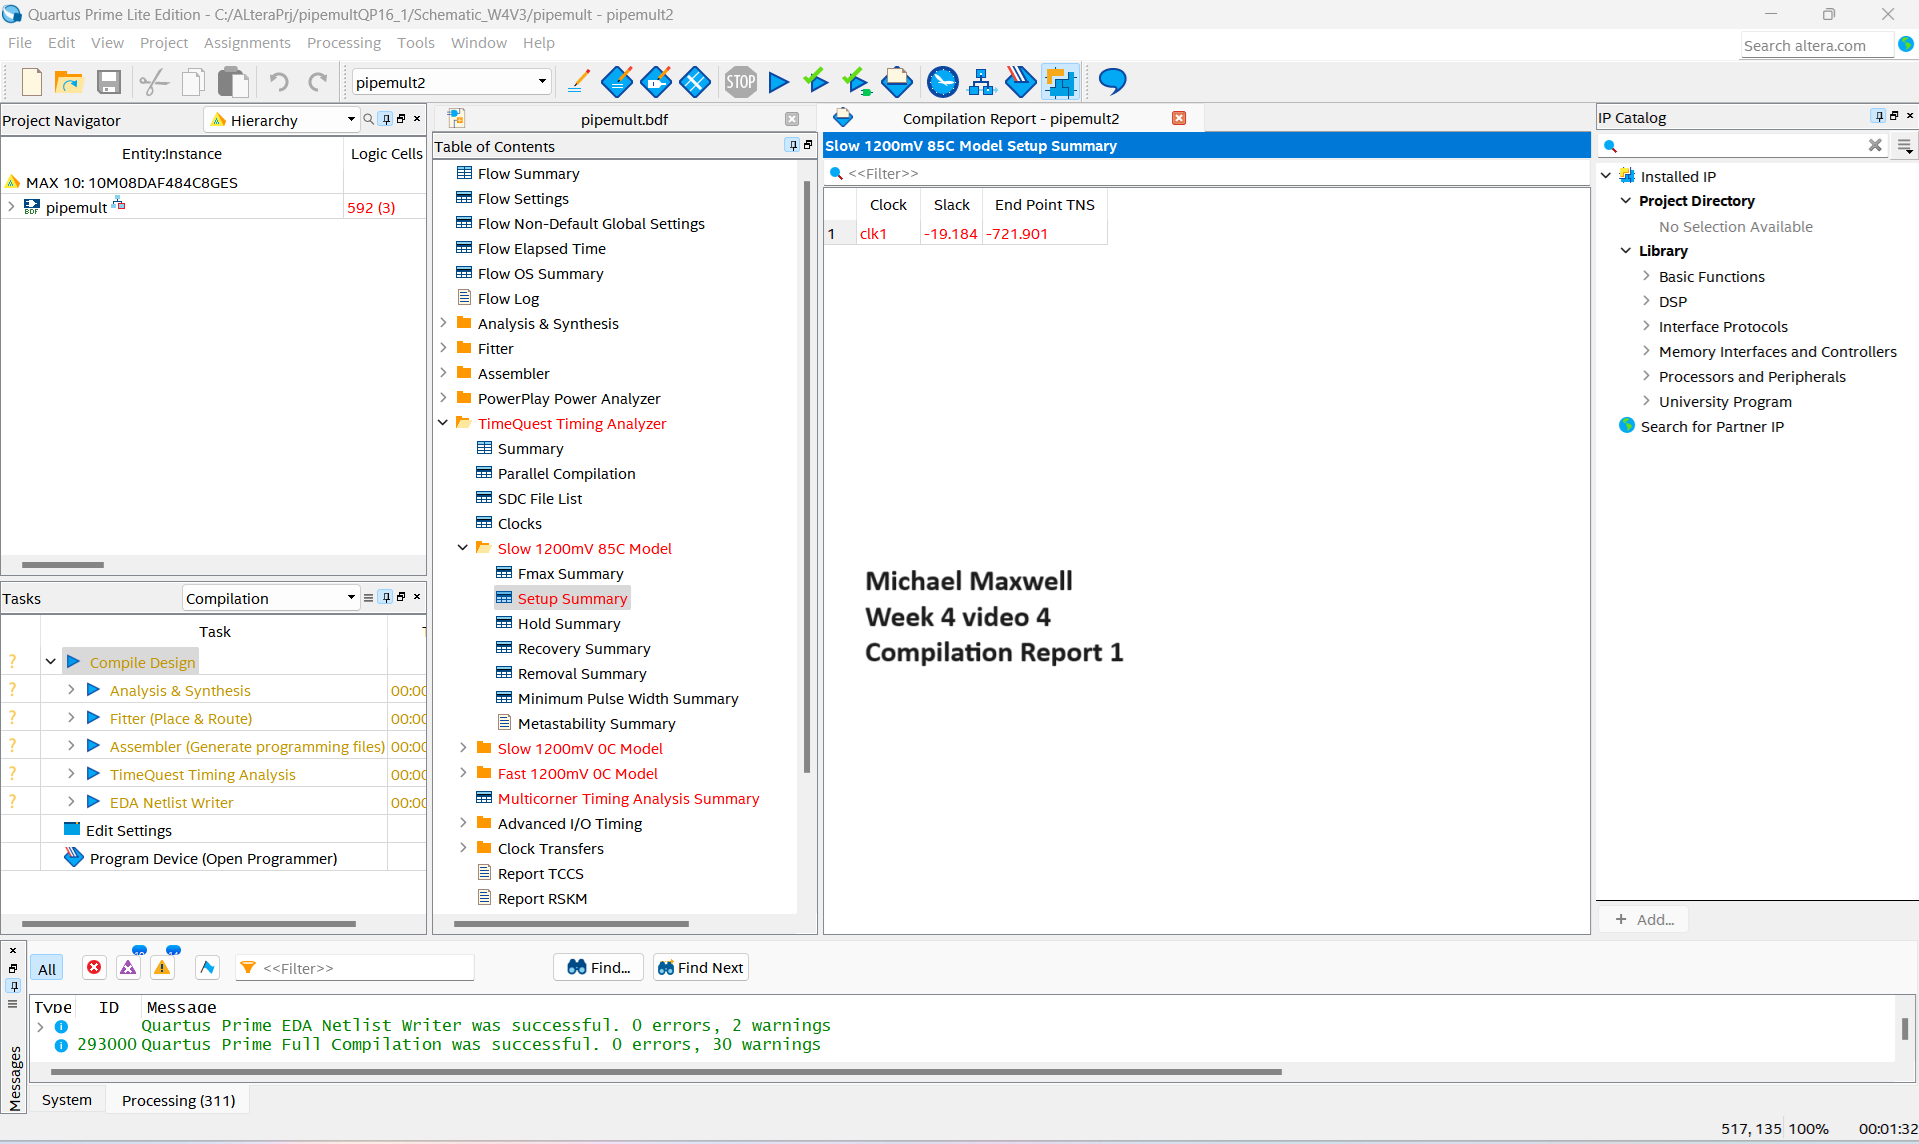 Quartus Prime Lite Edition - C:/ALteraPrj/pipemultQP16_1/Schematic_W4V3/pipemult - pipemult2
File Edit View Project Assignments Processing Tools Window Help
Search altera.com
pipemult2
STOP
Project Navigator
Hierarchy
Entity:Instance Logic Cells
MAX 10: 10M08DAF484C8GES
pipemult 592 (3)
Tasks
Compilation
Task
Compile Design
Analysis & Synthesis 00:00
Fitter (Place & Route) 00:00
Assembler (Generate programming files) 00:00
TimeQuest Timing Analysis 00:00
EDA Netlist Writer 00:00
Edit Settings
Program Device (Open Programmer)
pipemult.bdf
Table of Contents
Flow Summary
Flow Settings
Flow Non-Default Global Settings
Flow Elapsed Time
Flow OS Summary
Flow Log
Analysis & Synthesis
Fitter
Assembler
PowerPlay Power Analyzer
TimeQuest Timing Analyzer
Summary
Parallel Compilation
SDC File List
Clocks
Slow 1200mV 85C Model
Fmax Summary
Setup Summary
Hold Summary
Recovery Summary
Removal Summary
Minimum Pulse Width Summary
Metastability Summary
Slow 1200mV 0C Model
Fast 1200mV 0C Model
Multicorner Timing Analysis Summary
Advanced I/O Timing
Clock Transfers
Report TCCS
Report RSKM
Compilation Report - pipemult2
Slow 1200mV 85C Model Setup Summary
<<Filter>>
Clock Slack End Point TNS
1 clk1 -19.184 -721.901
Michael Maxwell
Week 4 video 4
Compilation Report 1
IP Catalog
Installed IP
Project Directory
No Selection Available
Library
Basic Functions
DSP
Interface Protocols
Memory Interfaces and Controllers
Processors and Peripherals
University Program
Search for Partner IP
+ Add...
All
<<Filter>>
Find...
Find Next
Type ID Message
Quartus Prime EDA Netlist Writer was successful. 0 errors, 2 warnings
293000 Quartus Prime Full Compilation was successful. 0 errors, 30 warnings
Messages
System Processing (311)
517, 135 100% 00:01:32